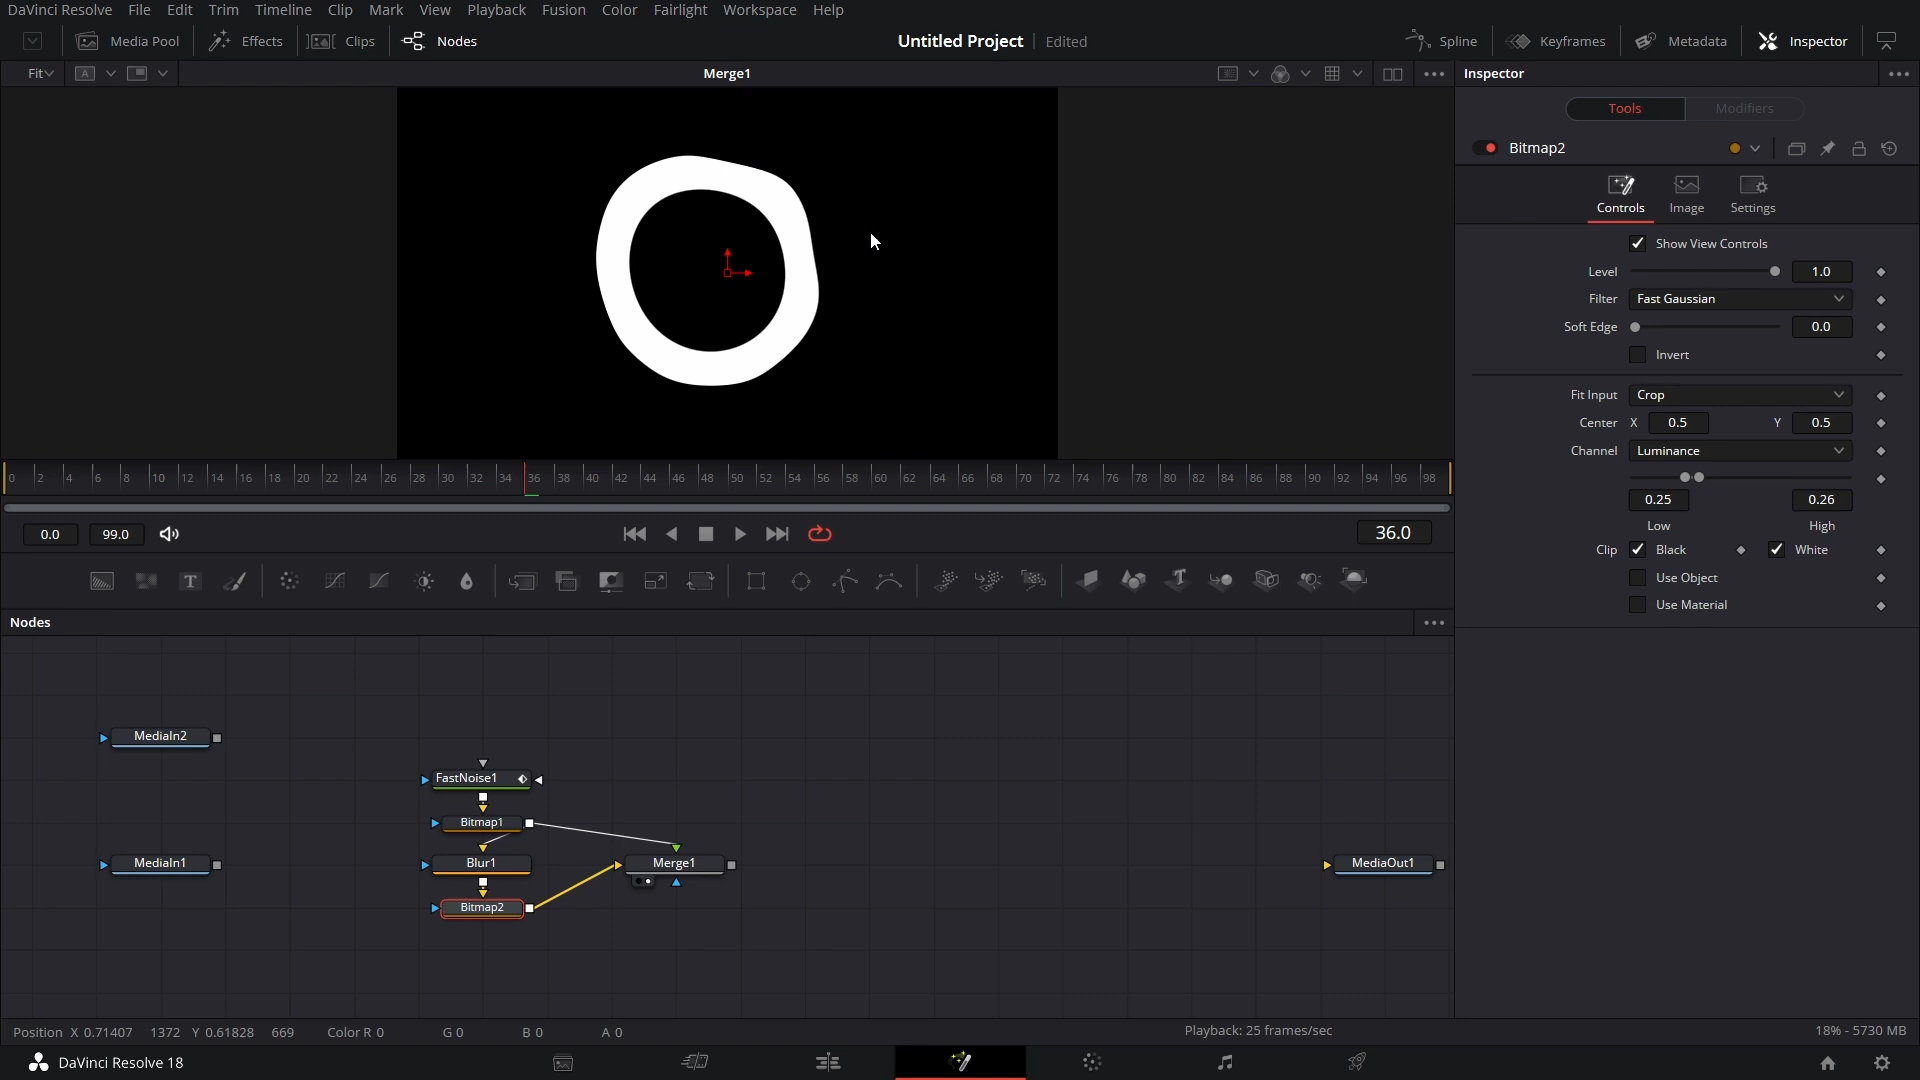 DaVinci Resolve File Edit Trim Timeline Clip Mark View Playback Fusion Color Fairlight Workspace Help
Media Pool Effects Clips Nodes Untitled Project Edited Spline Keyframes Metadata Inspector
Fit A Merge1 Inspector
Tools Modifiers
Bitmap2
Controls Image Settings
Show View Controls
Level 1.0
Filter Fast Gaussian
Soft Edge 0.0
Invert
Fit Input Crop
Center X 0.5 Y 0.5
Channel Luminance
0.25 0.26
Low High
Clip Black White
Use Object
Use Material
0 2 4 6 8 10 12 14 16 18 20 22 24 26 28 30 32 34 36 38 40 42 44 46 48 50 52 54 56 58 60 62 64 66 68 70 72 74 76 78 80 82 84 86 88 90 92 94 96 98
0.0 99.0 36.0
T
Nodes
MediaIn2
FastNoise1
Bitmap1
MediaIn1 Blur1 Merge1 MediaOut1
Bitmap2
Position X 0.71407 1372 Y 0.61828 669 Color R 0 G 0 B 0 A 0 Playback: 25 frames/sec 18% - 5730 MB
DaVinci Resolve 18